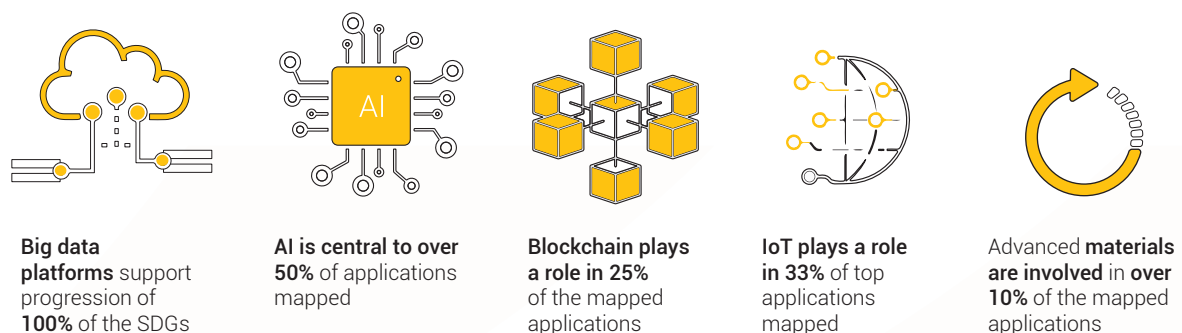 AI
Big data
platforms support
progression of
100% of the SDGs
AI is central to over
50% of applications
mapped
Blockchain plays
a role in 25%
of the mapped
applications
IoT plays a role
in 33% of top
applications
mapped
Advanced materials
are involved in over
10% of the mapped
applications